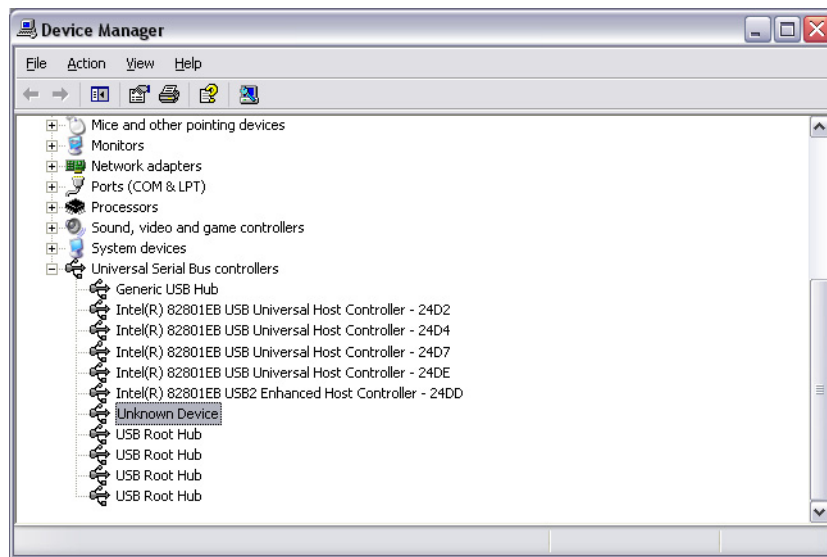 Device Manager
File Action View Help
Mice and other pointing devices
Monitors
Network adapters
Ports (COM & LPT)
Processors
Sound, video and game controllers
System devices
Universal Serial Bus controllers
Generic USB Hub
Intel(R) 82801EB USB Universal Host Controller - 24D2
Intel(R) 82801EB USB Universal Host Controller - 24D4
Intel(R) 82801EB USB Universal Host Controller - 24D7
Intel(R) 82801EB USB Universal Host Controller - 24DE
Intel(R) 82801EB USB2 Enhanced Host Controller - 24DD
Unknown Device
USB Root Hub
USB Root Hub
USB Root Hub
USB Root Hub